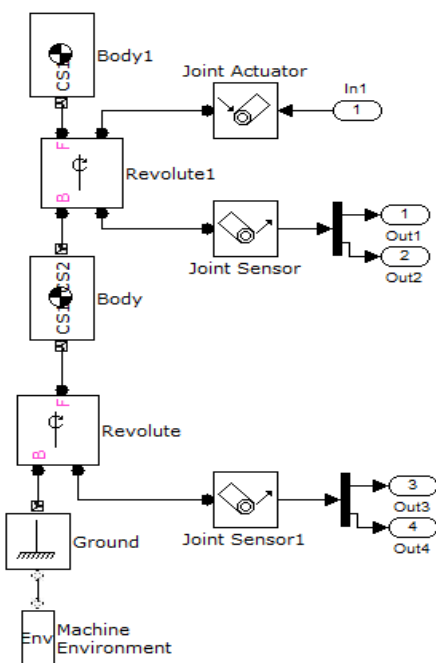 CS1
Body1
Joint Actuator
In1
1
F
B
Revolute1
Joint Sensor
1
Out1
2
Out2
CS2
CS1
Body
F
B
Revolute
Joint Sensor1
3
Out3
4
Out4
Ground
Env
Machine
Environment